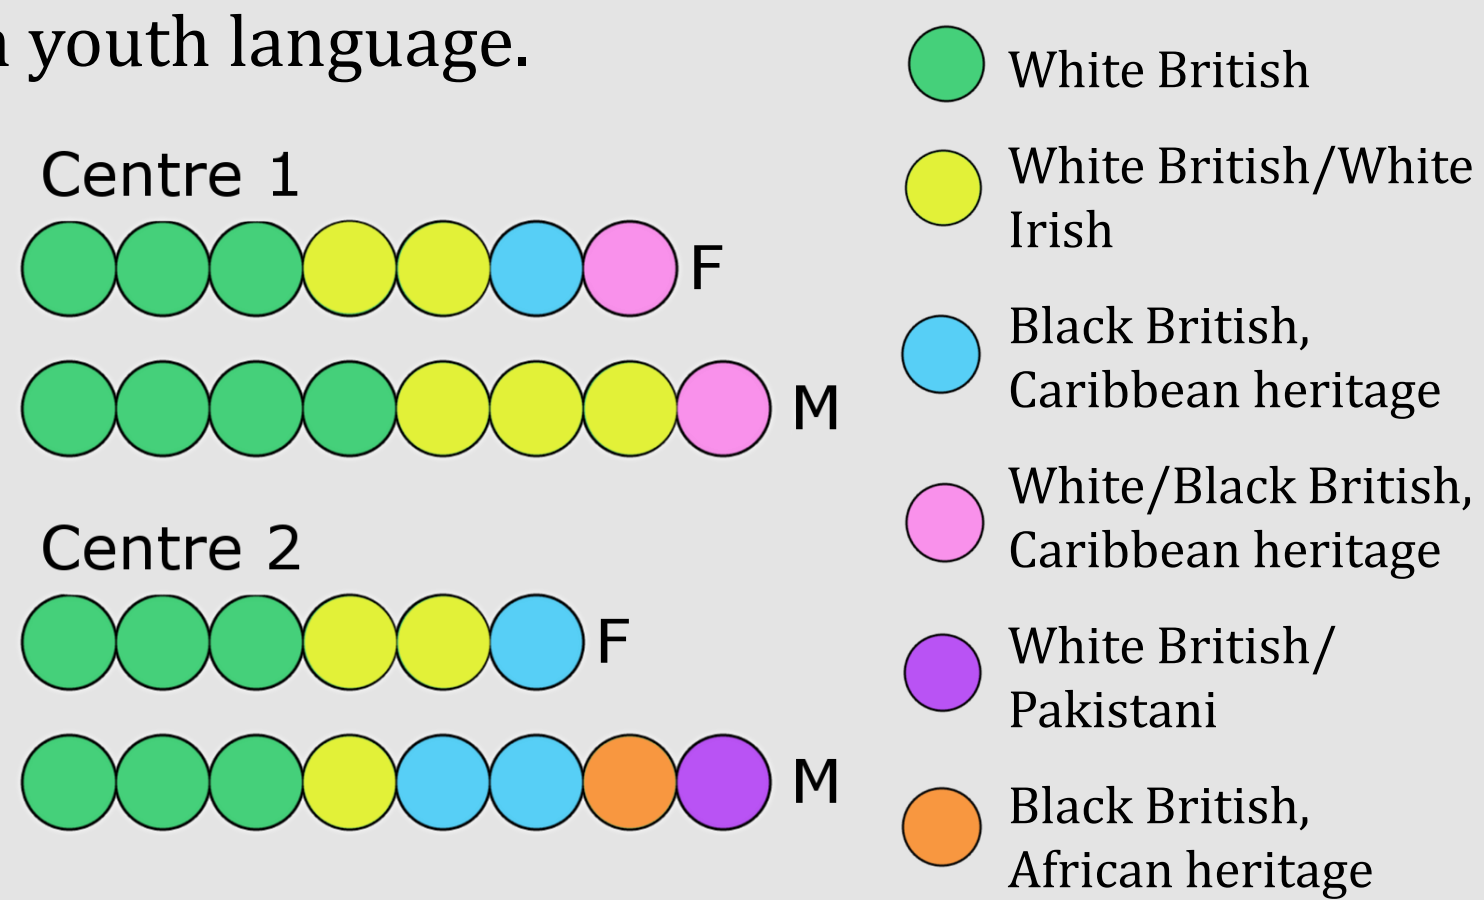 youth language.
Centre 1
F
M
Centre 2
F
M
White British
White British/White
Irish
Black British,
Caribbean heritage
White/Black British,
Caribbean heritage
White British/
Pakistani
Black British,
African heritage